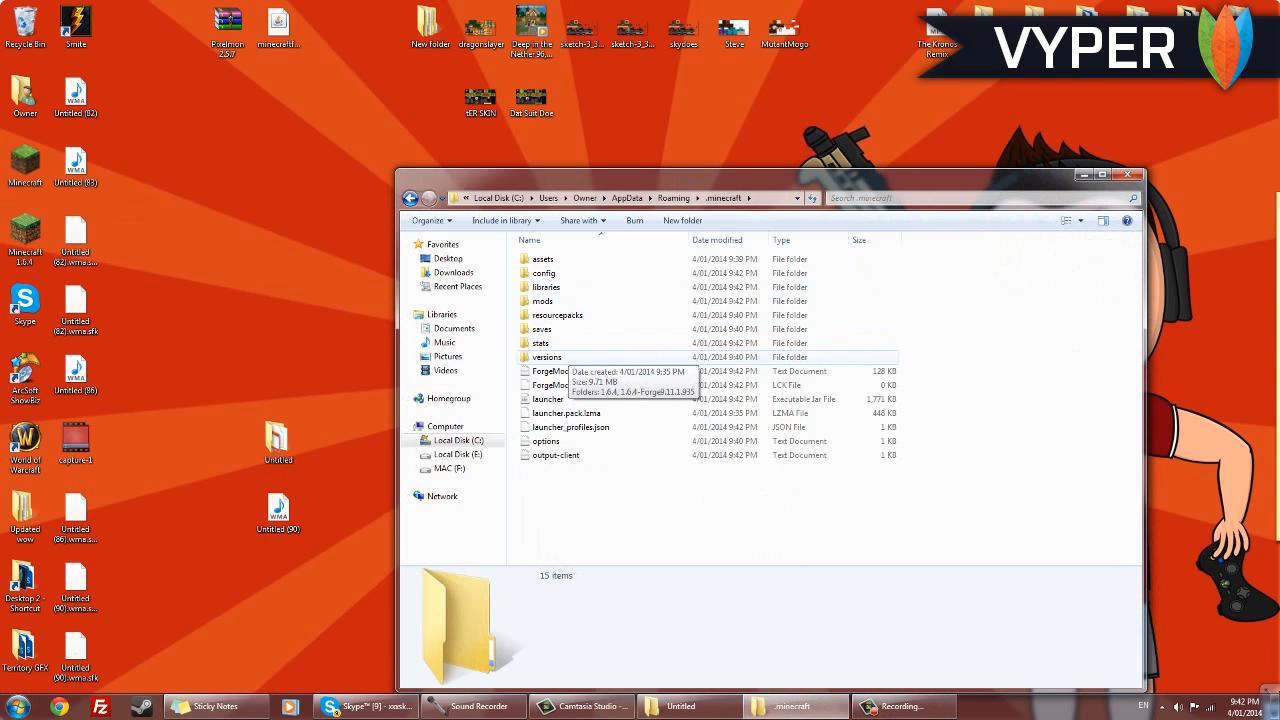 Recycle Bin
Smite
Pixelmon 2.5.7
minecraftf...
New folder
dragonslayer
Deep in the Nether 96,...
sketch-3_3...
sketch-3_3...
skydoes
Steve
MutantMogo
The Kronos Remix
VYPER
Owner
Untitled (82)
tER SKIN
Dat Suit Doe
Minecraft
Untitled (83)
Minecraft 1.6.4
Untitled (82).wma.s...
Skype
Untitled (82).wma.sfk
ArcSoft ShowBiz
Untitled (86)
World of Warcraft
capture-1
Untitled
Updated wow
Untitled (86).wma.s...
Untitled (90)
Desktop 2 - Shortcut
Untitled (90).wma.s...
Territory GFX
Untitled (90).wma.sfk
« Local Disk (C:) Users Owner AppData Roaming .minecraft
Search .minecraft
Organize Include in library Share with Burn New folder
Favorites
Desktop
Downloads
Recent Places
Libraries
Documents
Music
Pictures
Videos
Homegroup
Computer
Local Disk (C:)
Local Disk (E:)
MAC (F:)
Network
Name Date modified Type Size
assets 4/01/2014 9:39 PM File folder
config 4/01/2014 9:42 PM File folder
libraries 4/01/2014 9:42 PM File folder
mods 4/01/2014 9:42 PM File folder
resourcepacks 4/01/2014 9:40 PM File folder
saves 4/01/2014 9:40 PM File folder
stats 4/01/2014 9:42 PM File folder
versions 4/01/2014 9:40 PM File folder
ForgeMod 4/01/2014 9:42 PM Text Document 128 KB
ForgeMod 4/01/2014 9:42 PM LCK File 0 KB
launcher 4/01/2014 9:42 PM Executable Jar File 1,771 KB
launcher.pack.lzma 4/01/2014 9:35 PM LZMA File 448 KB
launcher_profiles.json 4/01/2014 9:42 PM JSON File 1 KB
options 4/01/2014 9:42 PM Text Document 1 KB
output-client 4/01/2014 9:42 PM Text Document 1 KB
Date created: 4/01/2014 9:35 PM
Size: 9.71 MB
Folders: 1.6.4, 1.6.4-Forge9.11.1.935
15 items
Sticky Notes
Skype™ [9] - xask...
Sound Recorder
Camtasia Studio -...
Untitled
.minecraft
Recording...
EN
9:42 PM
4/01/2014